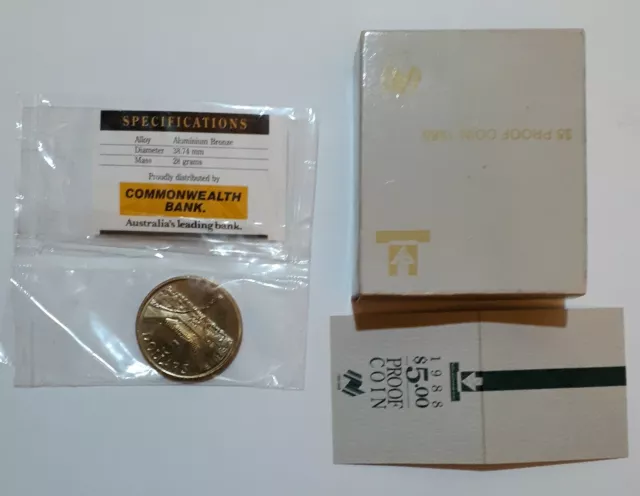 SPECIFICATIONS
Alloy Aluminium Bronze
Diameter 38.74 mm
Mass 28 grams
Proudly distributed by
COMMONWEALTH
BANK.
Australia's leading bank.
$5 PROOF COIN 1988
1988
$5.00
PROOF
COIN
DOLLARS